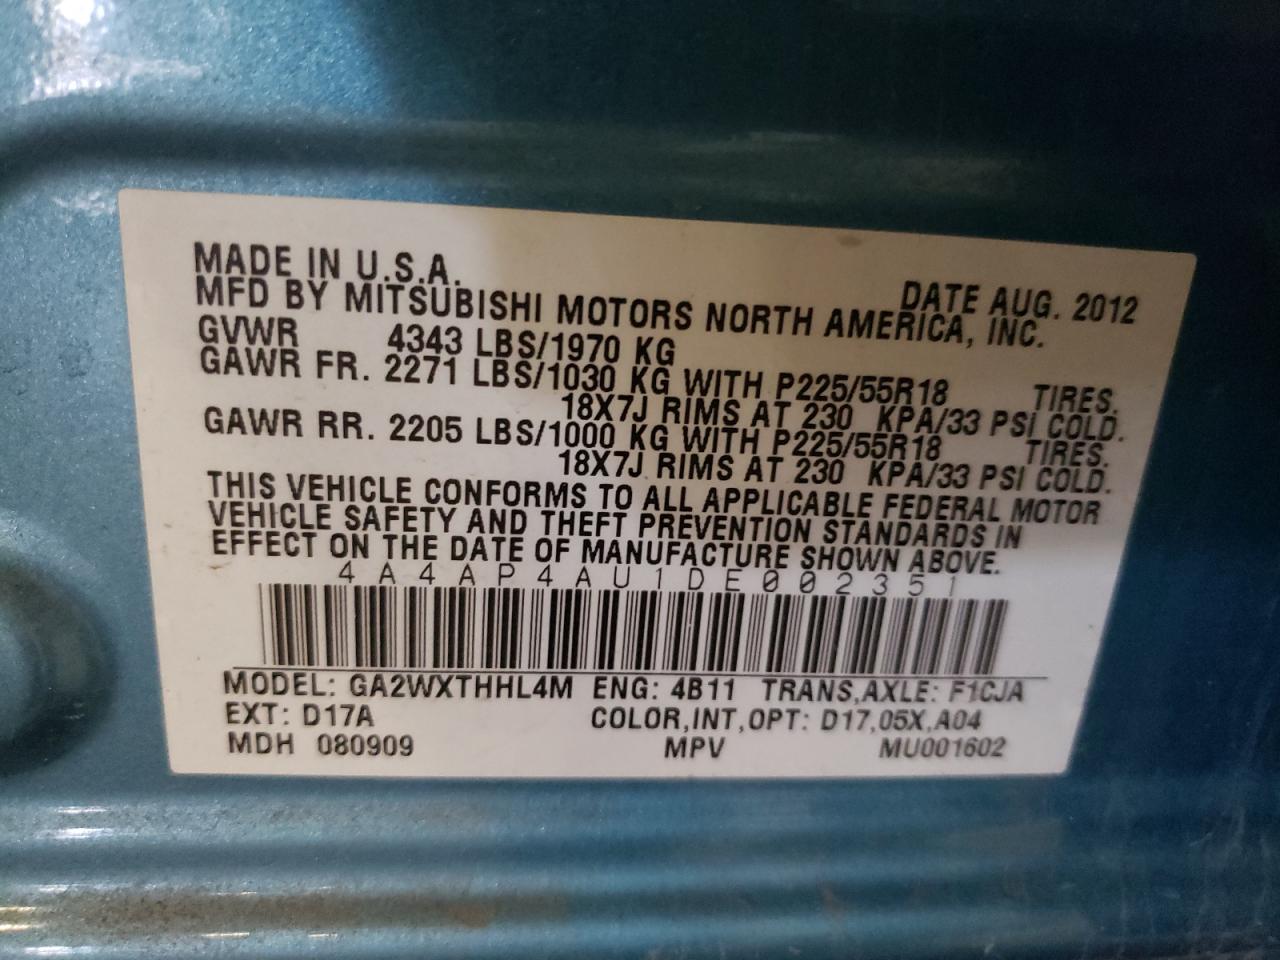 MADE IN U.S.A.
DATE AUG. 2012
MFD BY MITSUBISHI MOTORS NORTH AMERICA, INC.
GVWR 4343 LBS/1970 KG
GAWR FR. 2271 LBS/1030 KG WITH P225/55R18 TIRES.
18X7J RIMS AT 230 KPA/33 PSI COLD.
GAWR RR. 2205 LBS/1000 KG WITH P225/55R18 TIRES.
18X7J RIMS AT 230 KPA/33 PSI COLD.
THIS VEHICLE CONFORMS TO ALL APPLICABLE FEDERAL MOTOR
VEHICLE SAFETY AND THEFT PREVENTION STANDARDS IN
EFFECT ON THE DATE OF MANUFACTURE SHOWN ABOVE.
4A4AP4AU1DE002351
MODEL: GA2WXTHHL4M ENG: 4B11 TRANS,AXLE: F1CJA
EXT: D17A COLOR,INT,OPT: D17,05X,A04
MDH 080909 MPV MU001602